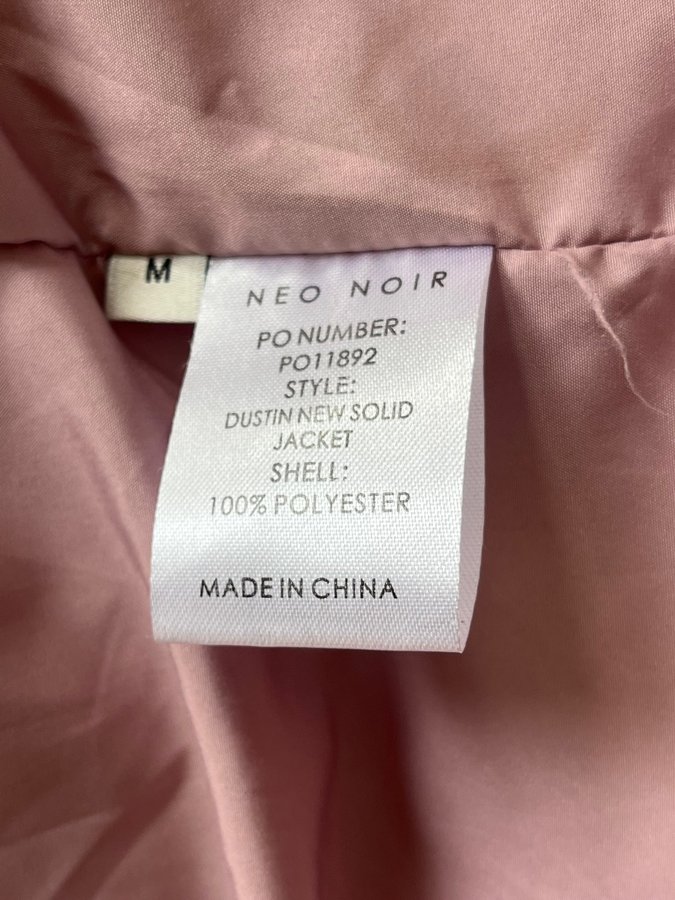 M
NEO NOIR
PO NUMBER:
PO11892
STYLE:
DUSTIN NEW SOLID
JACKET
SHELL:
100% POLYESTER
MADE IN CHINA